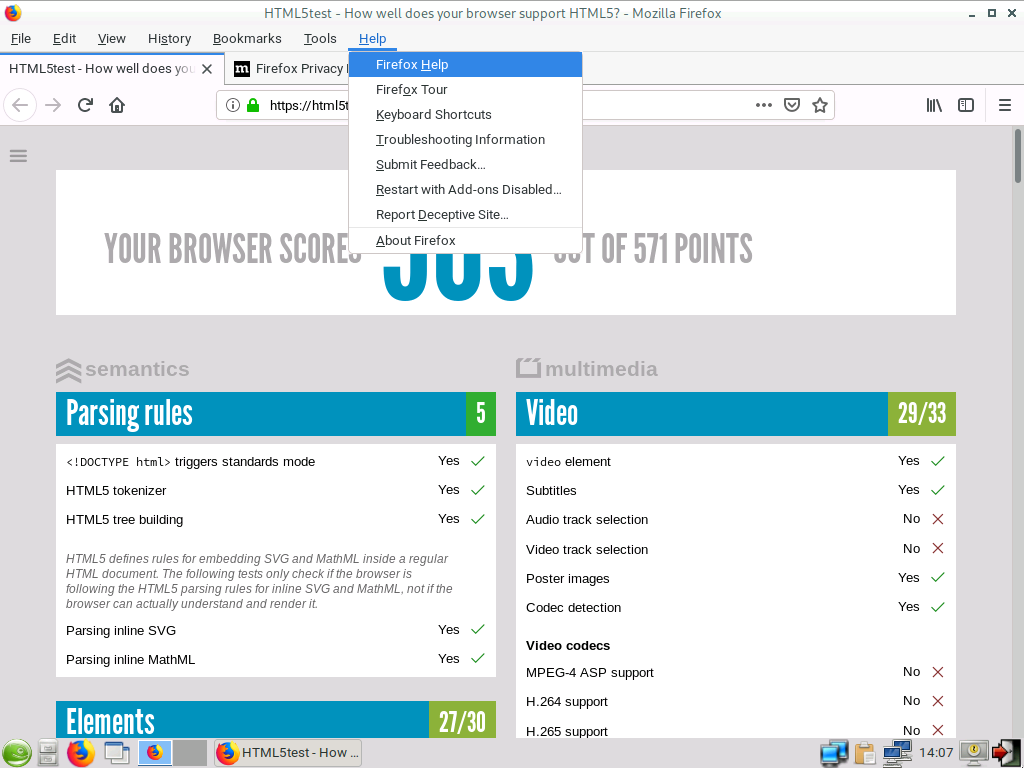 HTML5test - How well does your browser support HTML5? - Mozilla Firefox
File Edit View History Bookmarks Tools Help
HTML5test - How well does you
Firefox Privacy
https://html5t
Firefox Help
Firefox Tour
Keyboard Shortcuts
Troubleshooting Information
Submit Feedback...
Restart with Add-ons Disabled...
Report Deceptive Site...
About Firefox
YOUR BROWSER SCORES OUT OF 571 POINTS
semantics
Parsing rules 5
<!DOCTYPE html> triggers standards mode Yes
HTML5 tokenizer Yes
HTML5 tree building Yes
HTML5 defines rules for embedding SVG and MathML inside a regular
HTML document. The following tests only check if the browser is
following the HTML5 parsing rules for inline SVG and MathML, not if the
browser can actually understand and render it.
Parsing inline SVG Yes
Parsing inline MathML Yes
Elements 27/30
multimedia
Video 29/33
video element Yes
Subtitles Yes
Audio track selection No
Video track selection No
Poster images Yes
Codec detection Yes
Video codecs
MPEG-4 ASP support No
H.264 support No
H.265 support No
HTML5test - How ...
14:07